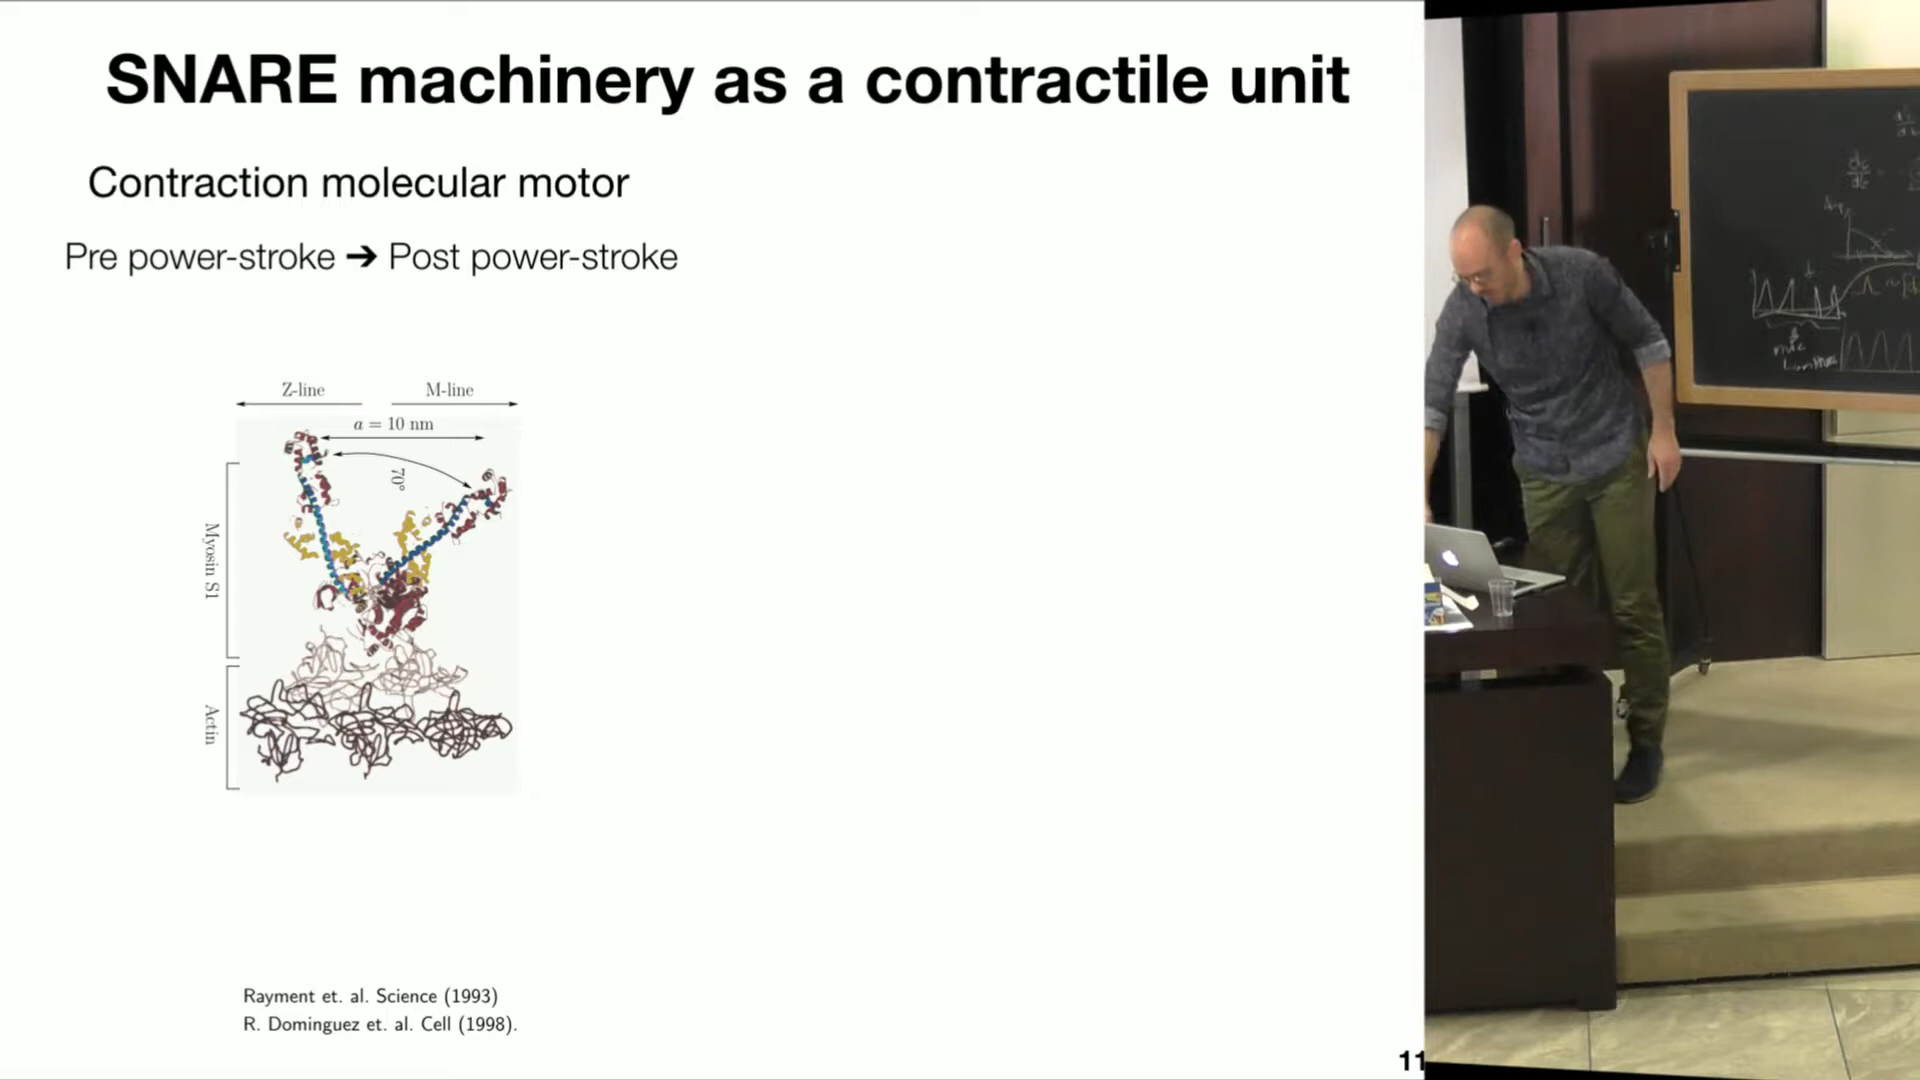 SNARE machinery as a contractile unit
Contraction molecular motor
Pre power-stroke ➔ Post power-stroke
Z-line
M-line
a = 10 nm
70°
Myosin S1
Actin
Rayment et. al. Science (1993)
R. Dominguez et. al. Cell (1998).
11